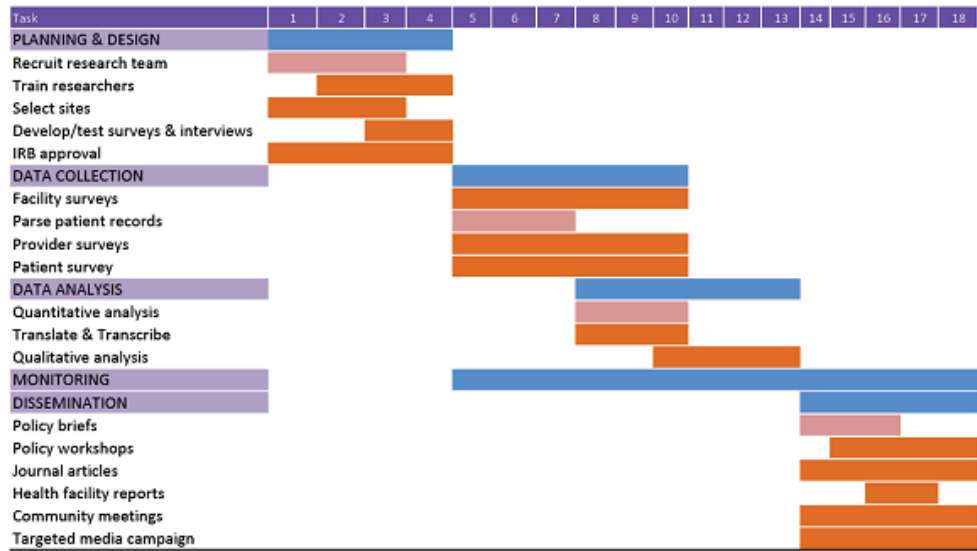 Task 1 2 3 4 5 6 7 8 9 10 11 12 13 14 15 16 17 18
PLANNING & DESIGN
Recruit research team
Train researchers
Select sites
Develop/test surveys & interviews
IRB approval
DATA COLLECTION
Facility surveys
Parse patient records
Provider surveys
Patient survey
DATA ANALYSIS
Quantitative analysis
Translate & Transcribe
Qualitative analysis
MONITORING
DISSEMINATION
Policy briefs
Policy workshops
Journal articles
Health facility reports
Community meetings
Targeted media campaign